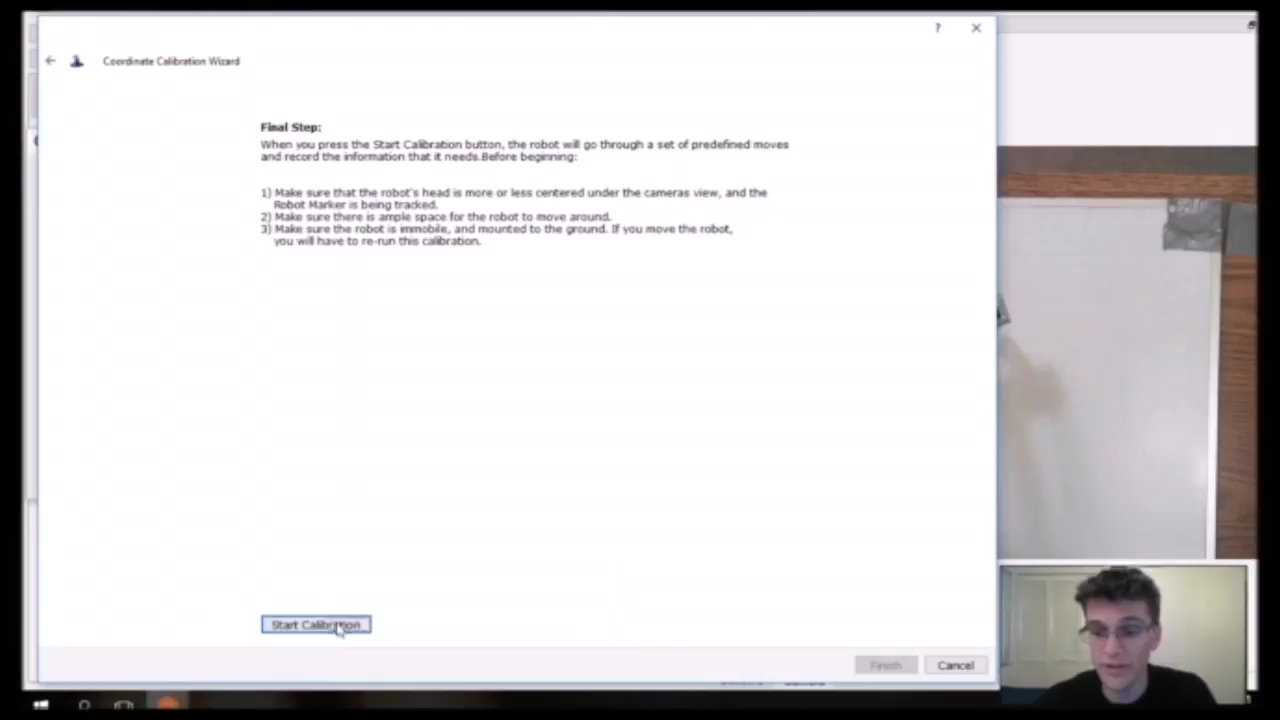 Coordinate Calibration Wizard
Final Step:
When you press the Start Calibration button, the robot will go through a set of predefined moves
and record the information that it needs.Before beginning:
1) Make sure that the robot's head is more or less centered under the cameras view, and the
Robot Marker is being tracked.
2) Make sure there is ample space for the robot to move around.
3) Make sure the robot is immobile, and mounted to the ground. If you move the robot,
you will have to re-run this calibration.
Start Calibration
Finish
Cancel